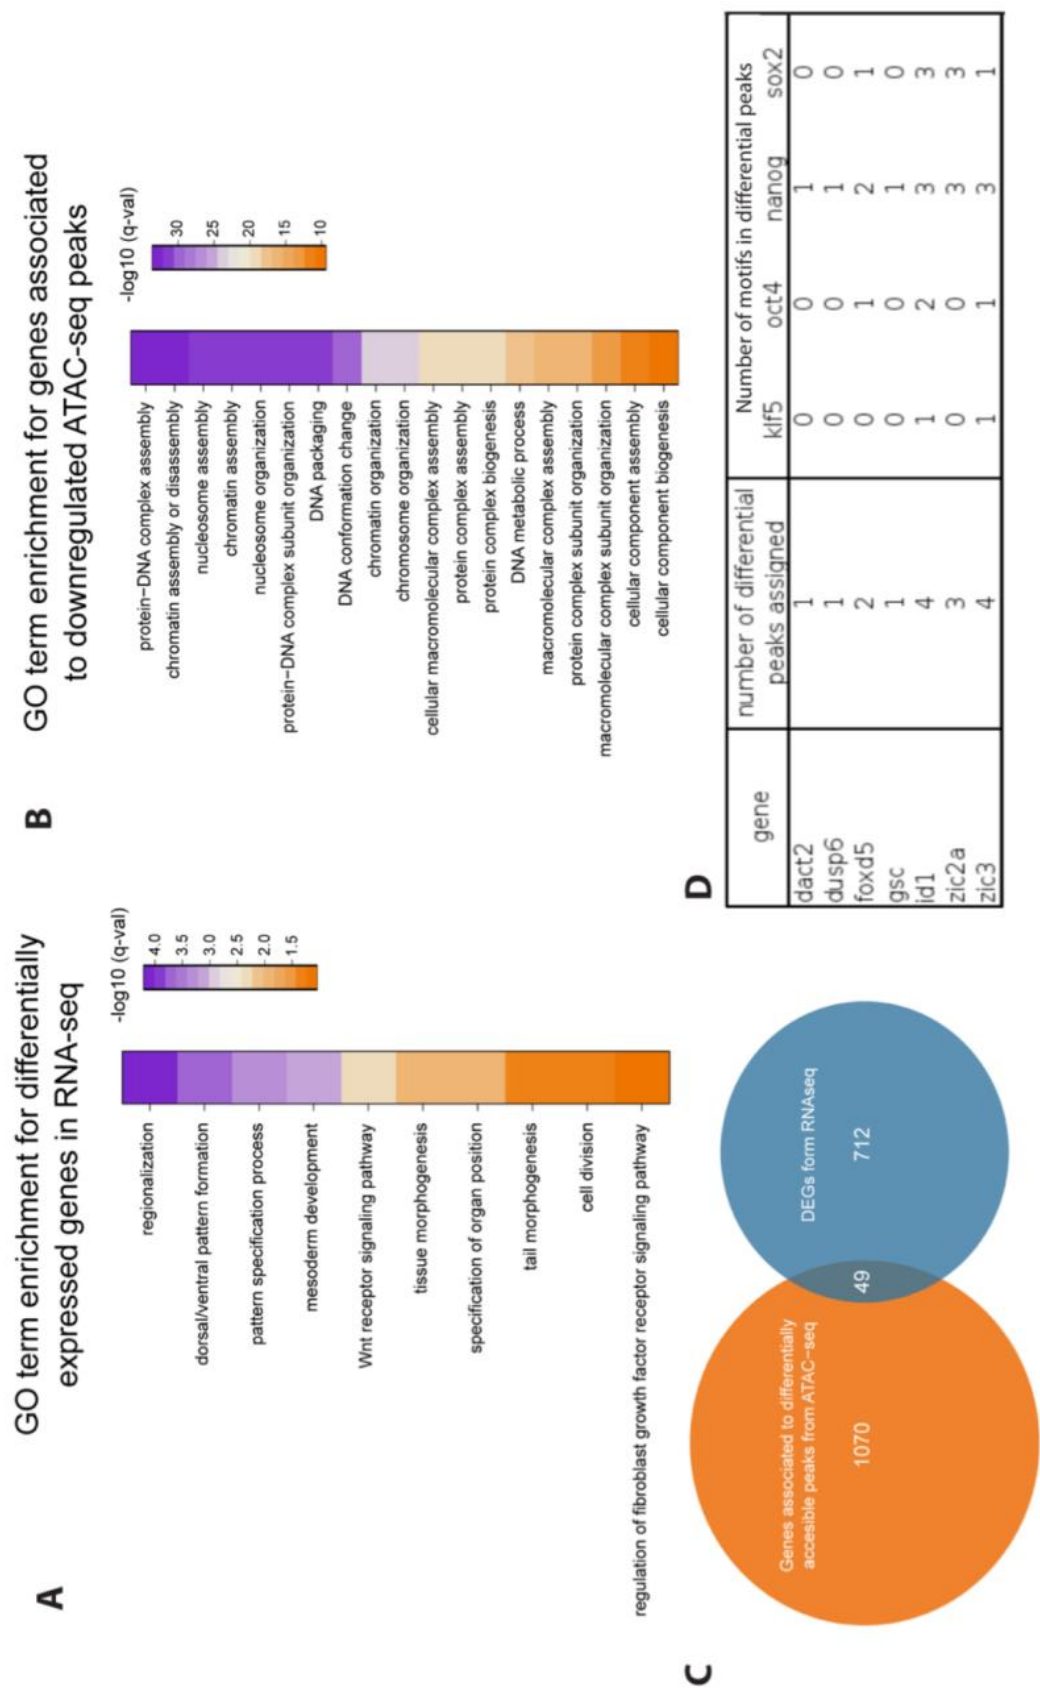 A
GO term enrichment for differentially
expressed genes in RNA-seq
-log10 (q-val)
4.0
3.5
3.0
2.5
2.0
1.5
regionalization
dorsal/ventral pattern formation
pattern specification process
mesoderm development
Wnt receptor signaling pathway
tissue morphogenesis
specification of organ position
tail morphogenesis
cell division
regulation of fibroblast growth factor receptor signaling pathway
B
GO term enrichment for genes associated
to downregulated ATAC-seq peaks
-log10 (q-val)
30
25
20
15
10
protein−DNA complex assembly
chromatin assembly or disassembly
nucleosome assembly
chromatin assembly
nucleosome organization
protein−DNA complex subunit organization
DNA packaging
DNA conformation change
chromatin organization
chromosome organization
cellular macromolecular complex assembly
protein complex assembly
protein complex biogenesis
DNA metabolic process
macromolecular complex assembly
protein complex subunit organization
macromolecular complex subunit organization
cellular component assembly
cellular component biogenesis
C
Genes associated to differentially
accesible peaks from ATAC−seq
1070
49
DEGs form RNAseq
712
D
gene number of differential peaks assigned Number of motifs in differential peaks
klf5 oct4 nanog sox2
dact2 1 0 0 1 0
dusp6 1 0 0 1 0
foxd5 2 0 1 2 1
gsc 1 0 0 1 0
id1 4 1 2 3 3
zic2a 3 0 0 3 3
zic3 4 1 1 3 1